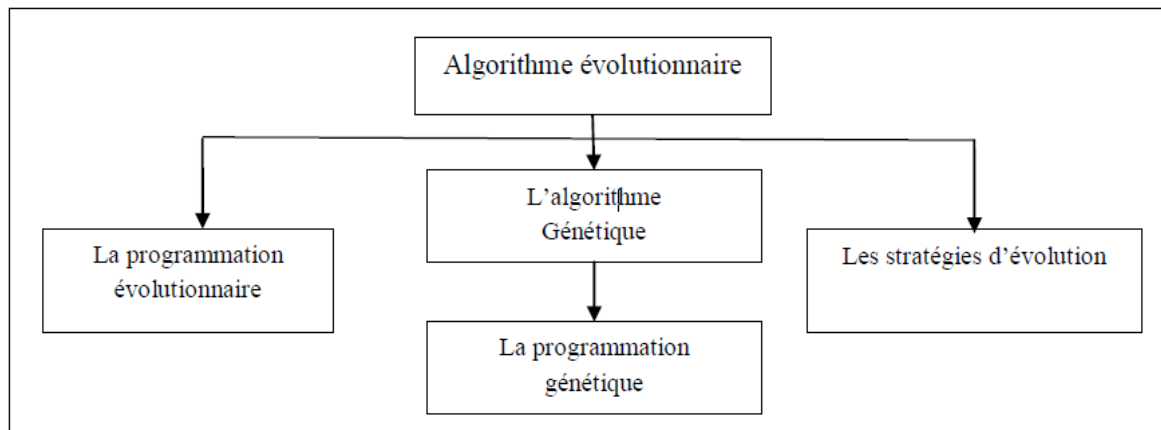 Algorithme évolutionnaire
L’algorithme
Génétique
La programmation
évolutionnaire
Les stratégies d’évolution
La programmation
génétique